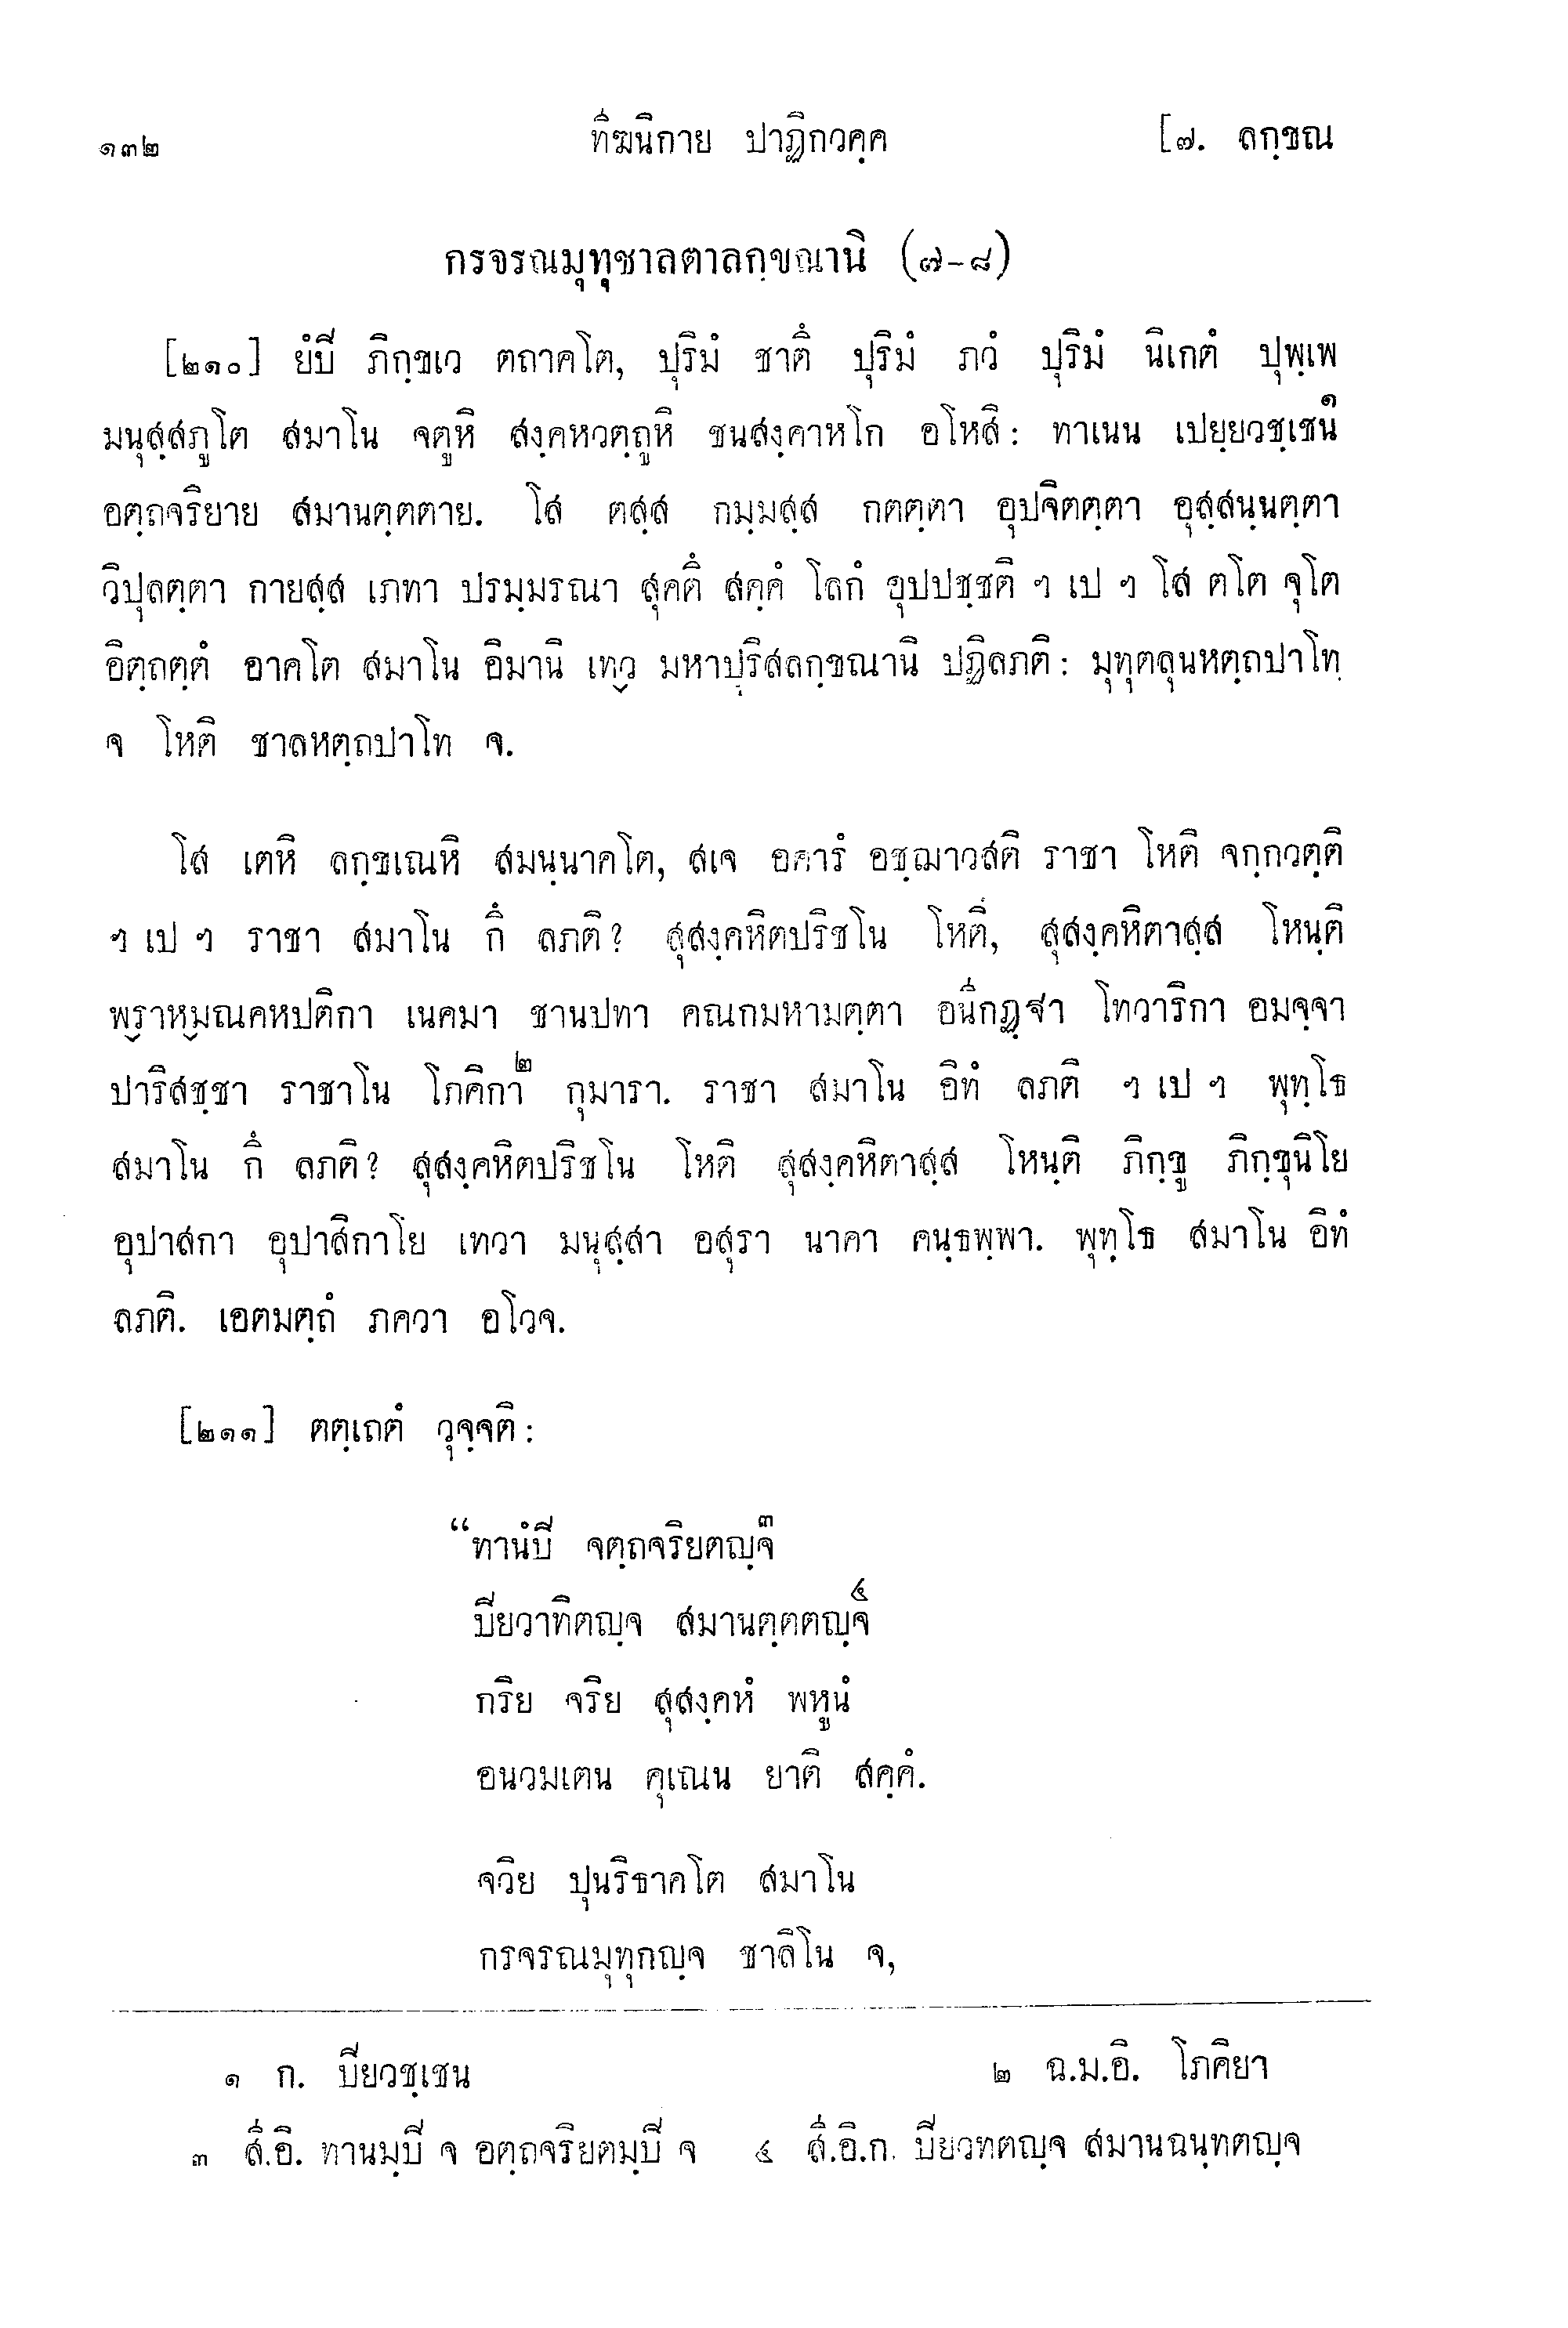 ๑๓๒ ทีฆนิกาย ปาฏิกวคฺค [๗. ลกฺขณ
กรจรณมุทุชาลตาลกฺขณานิ (๗-๘)
[๒๑๐] ยํปิ ภิกฺขเว ตถาคโต, ปุริมํ ชาตึ ปุริมํ ภวํ ปุริมํ นิเกตํ ปุพฺเพ
มนุสฺสภูโต สมาโน จตูหิ สงฺคหวตฺถูหิ ชนสงฺคาหโก อโหสิ: ทาเนน เปยฺยวชฺเชน๑
อตฺถจริยาย สมานตฺตตาย. โส ตสฺส กมฺมสฺส กตตฺตา อุปจิตตฺตา อุสฺสนฺนตฺตา
วิปุลตฺตา กายสฺส เภทา ปรมฺมรณา สุคตึ สคฺคํ โลกํ อุปปชฺชติ ฯ เป ฯ โส ตโต จุโต
อิตฺถตฺตํ อาคโต สมาโน อิมานิ เทฺว มหาปุริสลกฺขณานิ ปฏิลภติ: มุทุตลุนหตฺถปาโท
จ โหติ ชาลหตฺถปาโท จ.
โส เตหิ ลกฺขเณหิ สมนฺนาคโต, สเจ อคารํ อชฺฌาวสติ ราชา โหติ จกฺกวตฺติ
ฯ เป ฯ ราชา สมาโน กึ ลภติ? สุสงฺคหิตปริชโน โหติ, สุสงฺคหิตาสฺส โหนฺติ
พฺราหฺมณคหปติกา เนคมา ชานปทา คณกมหามตฺตา อนีกฏฺฐา โทวาริกา อมจฺจา
ปาริสชฺชา ราชาโน โภคิกา๒ กุมารา. ราชา สมาโน อิทํ ลภติ ฯ เป ฯ พุทฺโธ
สมาโน กึ ลภติ? สุสงฺคหิตปริชโน โหติ สุสงฺคหิตาสฺส โหนฺติ ภิกฺขู ภิกฺขุนิโย
อุปาสกา อุปาสิกาโย เทวา มนุสฺสา อสุรา นาคา คนฺธพฺพา. พุทฺโธ สมาโน อิทํ
ลภติ. เอตมตฺถํ ภควา อโวจ.
[๒๑๑] ตตฺเถตํ วุจฺจติ:
“ทานํปิ จตฺถจริยตญฺจ๓
ปิยวาทิตญฺจ สมานตฺตตญฺจ๔
กริย จริย สุสงฺคหํ พหูนํ
อนวมเตน คุเณน ยาติ สคฺคํ.
จวิย ปุนริธาคโต สมาโน
กรจรณมุทุกญฺจ ชาลิโน จ,
๑ ก. ปิยวชฺเชน ๒ ฉ.ม.อิ. โภคิยา
๓ สี.อิ. ทานมฺปิ จ อตฺถจริยตมฺปิ จ ๔ สี.อิ.ก. ปิยวทตญฺจ สมานฉนฺทตญฺจ